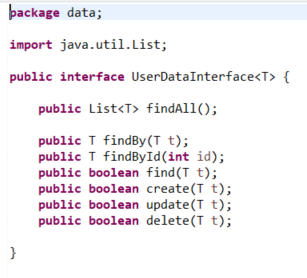 package data;
import java.util.List;
public interface UserDataInterface<T> {
public List<T> findAll();
public T findBy(T t);
public T findById(int id);
public boolean find(T t);
public boolean create(T t);
public boolean update(T t);
public boolean delete(T t);
}